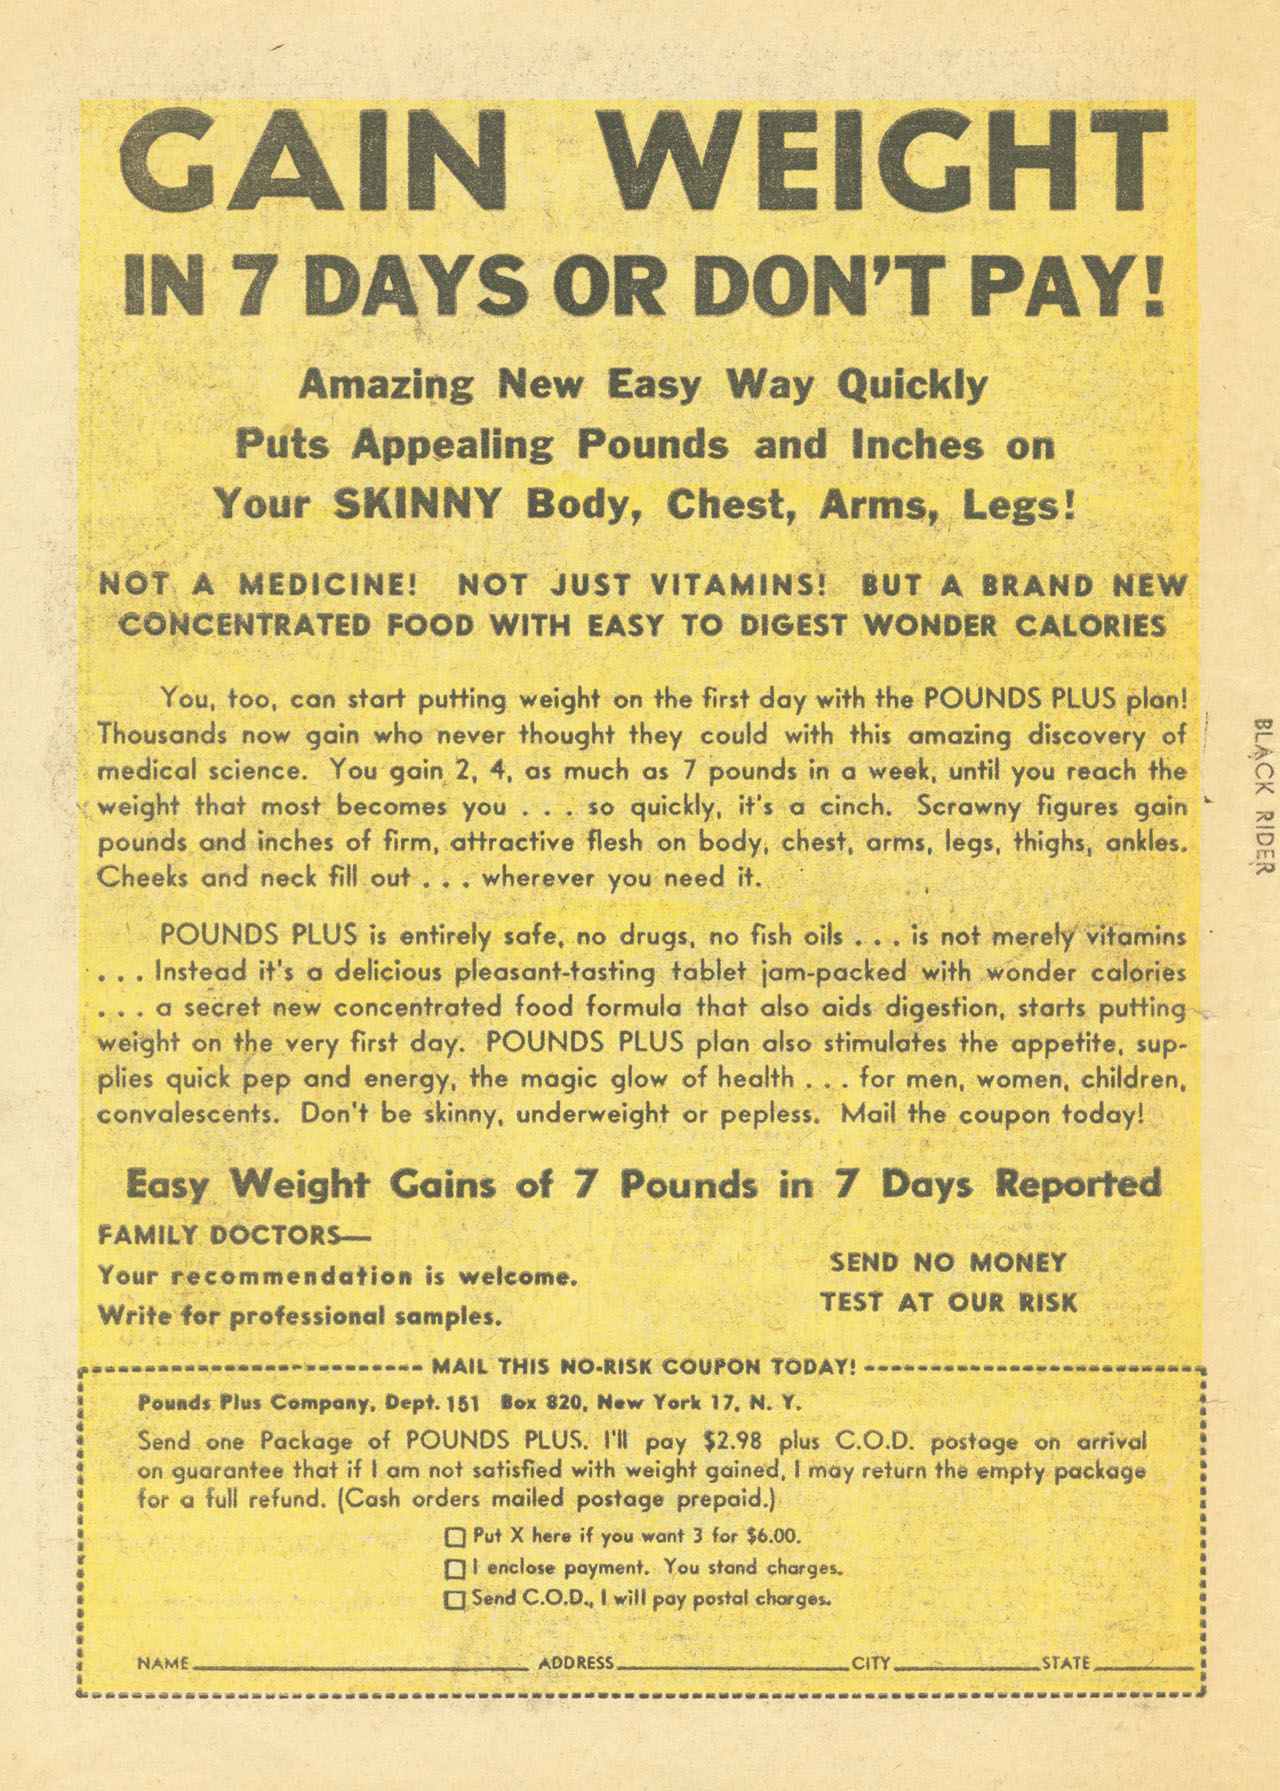 GAIN WEIGHT
IN 7 DAYS OR DON'T PAY!
Amazing New Easy Way Quickly
Puts Appealing Pounds and Inches on
Your SKINNY Body, Chest, Arms, Legs!
NOT A MEDICINE! NOT JUST VITAMINS! BUT A BRAND NEW
CONCENTRATED FOOD WITH EASY TO DIGEST WONDER CALORIES
You, too, can start putting weight on the first day with the POUNDS PLUS plan!
Thousands now gain who never thought they could with this amazing discovery of
medical science. You gain 2, 4, as much as 7 pounds in a week, until you reach the
weight that most becomes you . . . so quickly, it's a cinch. Scrawny figures gain
pounds and inches of firm, attractive flesh on body, chest, arms, legs, thighs, ankles.
Cheeks and neck fill out . . . wherever you need it.
POUNDS PLUS is entirely safe, no drugs, no fish oils . . . is not merely vitamins
. . . Instead it's a delicious pleasant-tasting tablet jam-packed with wonder calories
. . . a secret new concentrated food formula that also aids digestion, starts putting
weight on the very first day. POUNDS PLUS plan also stimulates the appetite, sup-
plies quick pep and energy, the magic glow of health . . . for men, women, children,
convalescents. Don't be skinny, underweight or pepless. Mail the coupon today!
Easy Weight Gains of 7 Pounds in 7 Days Reported
FAMILY DOCTORS—
Your recommendation is welcome.
Write for professional samples.
SEND NO MONEY
TEST AT OUR RISK
MAIL THIS NO-RISK COUPON TODAY!
Pounds Plus Company, Dept. 151 Box 820, New York 17, N. Y.
Send one Package of POUNDS PLUS. I'll pay $2.98 plus C.O.D. postage on arrival
on guarantee that if I am not satisfied with weight gained, I may return the empty package
for a full refund. (Cash orders mailed postage prepaid.)
Put X here if you want 3 for $6.00.
I enclose payment. You stand charges.
Send C.O.D., I will pay postal charges.
NAME ADDRESS CITY STATE
BLACK RIDER